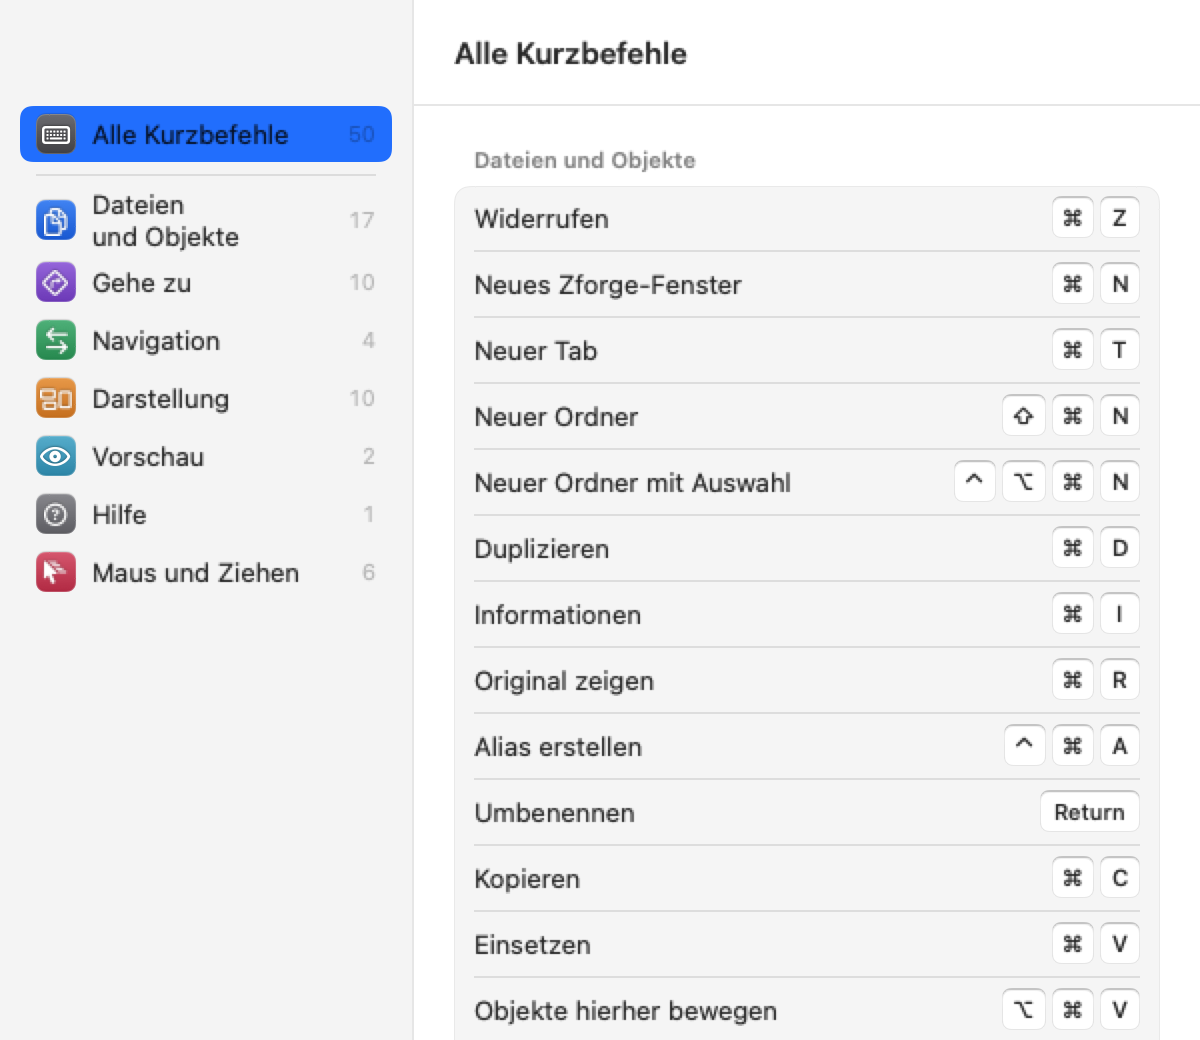 Alle Kurzbefehle 50
Dateien
und Objekte 17
Gehe zu 10
Navigation 4
Darstellung 10
Vorschau 2
Hilfe 1
Maus und Ziehen 6
Alle Kurzbefehle
Dateien und Objekte
Widerrufen ⌘ Z
Neues Zforge-Fenster ⌘ N
Neuer Tab ⌘ T
Neuer Ordner ⇧ ⌘ N
Neuer Ordner mit Auswahl ^ ⌥ ⌘ N
Duplizieren ⌘ D
Informationen ⌘ I
Original zeigen ⌘ R
Alias erstellen ^ ⌘ A
Umbenennen Return
Kopieren ⌘ C
Einsetzen ⌘ V
Objekte hierher bewegen ⌥ ⌘ V